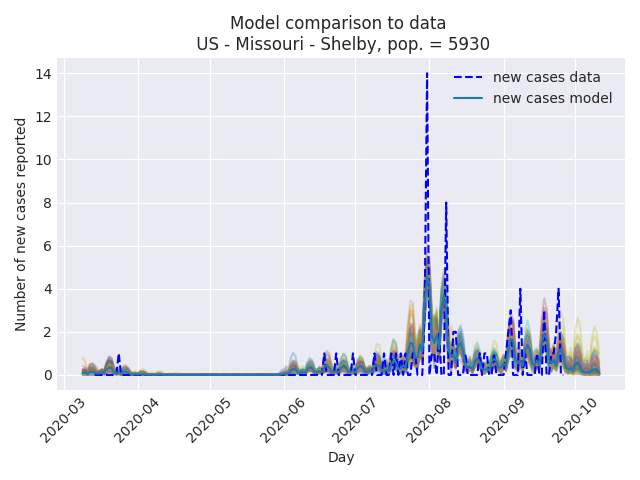 Model comparison to data
US - Missouri - Shelby, pop. = 5930
new cases data
new cases model
Number of new cases reported
14
12
10
8
6
4
2
0
2020-03
2020-04
2020-05
2020-06
2020-07
2020-08
2020-09
2020-10
Day